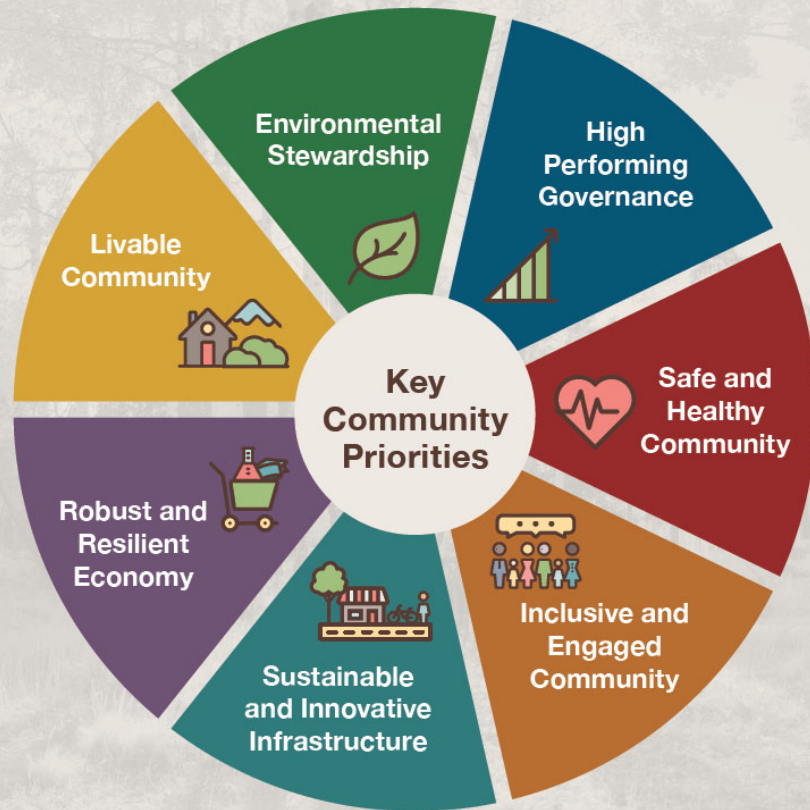 Key
Community
Priorities
Environmental
Stewardship
High
Performing
Governance
Safe and
Healthy
Community
Inclusive and
Engaged
Community
Sustainable
and Innovative
Infrastructure
Robust and
Resilient
Economy
Livable
Community